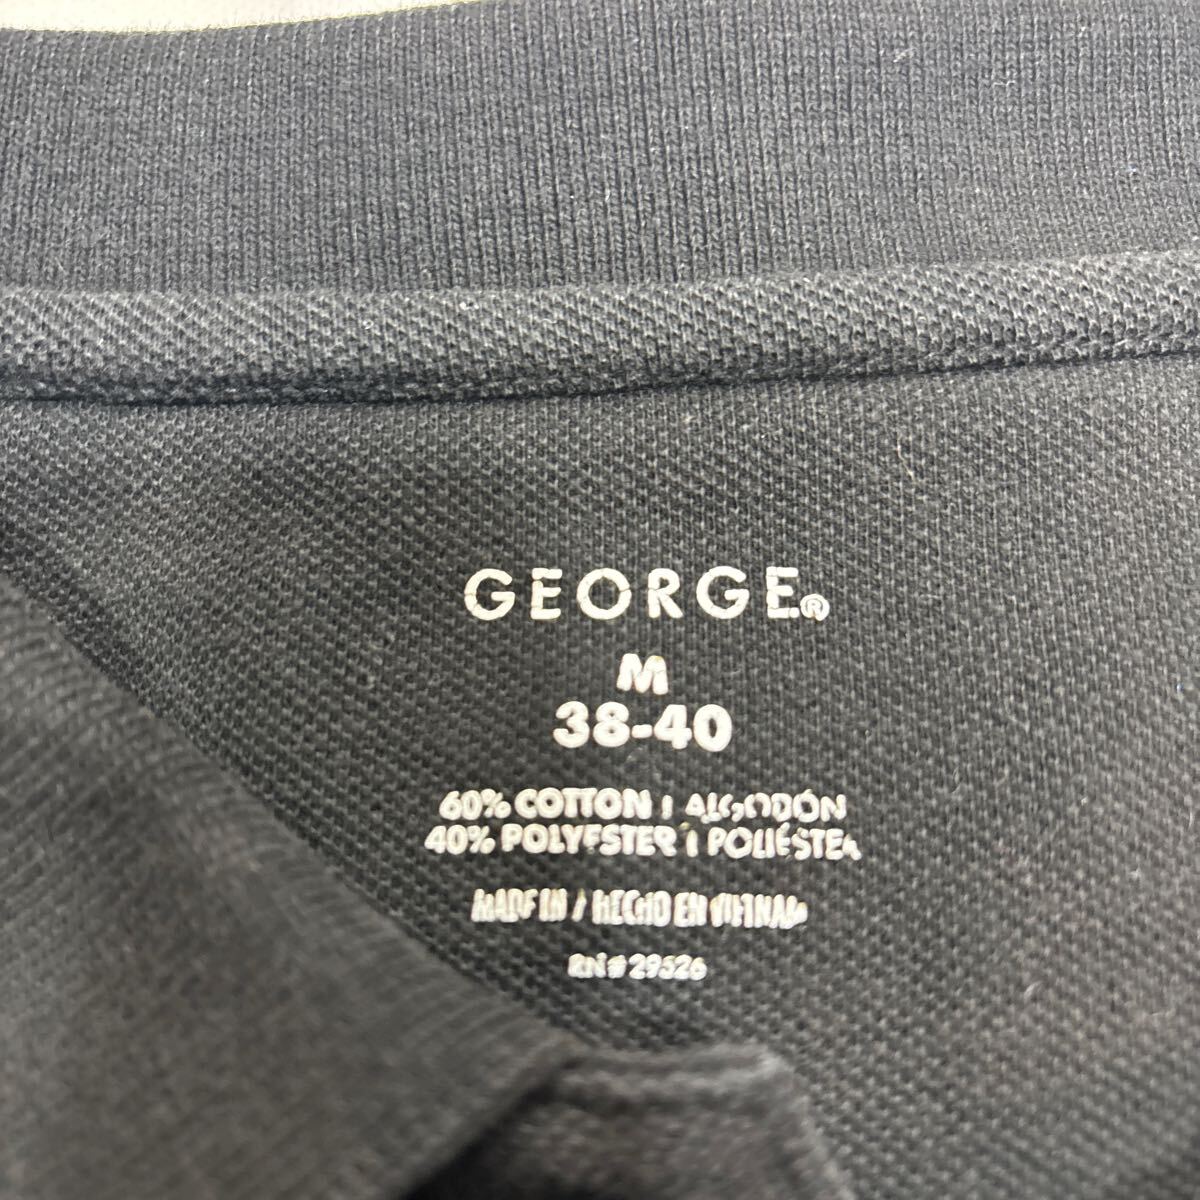 GEORGE®
M
38-40
60% COTTON / ALGODÓN
40% POLYESTER / POLIÉSTER
MADE IN / HECHO EN VIETNAM
RN# 29526